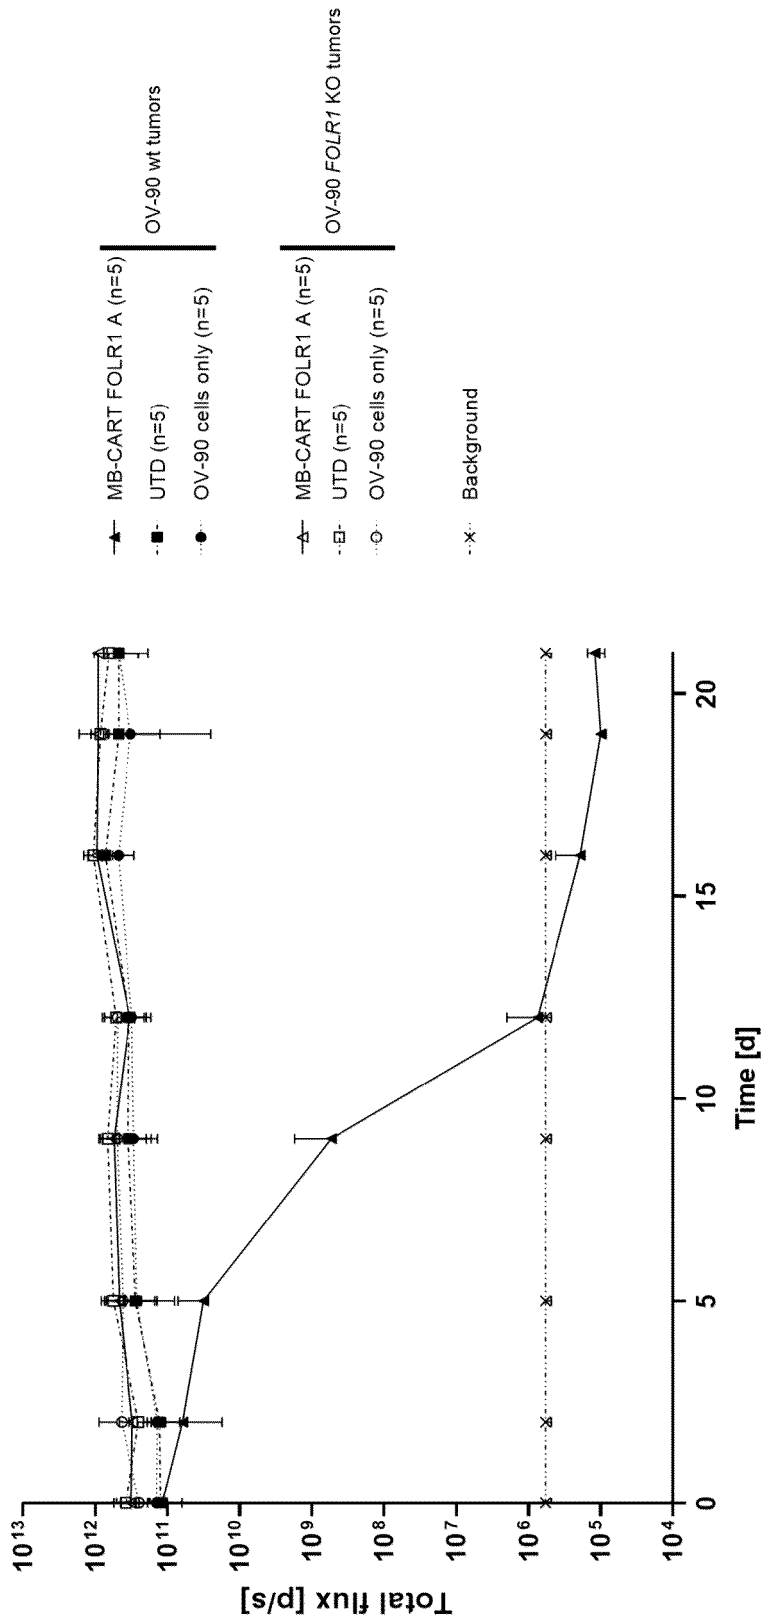 MB-CART FOLR1 A (n=5)
UTD (n=5)
OV-90 cells only (n=5)
OV-90 wt tumors
MB-CART FOLR1 A (n=5)
UTD (n=5)
OV-90 cells only (n=5)
OV-90 FOLR1 KO tumors
Background
Total flux [p/s]
10¹³
10¹²
10¹¹
10¹⁰
10⁹
10⁸
10⁷
10⁶
10⁵
10⁴
0
5
10
15
20
Time [d]